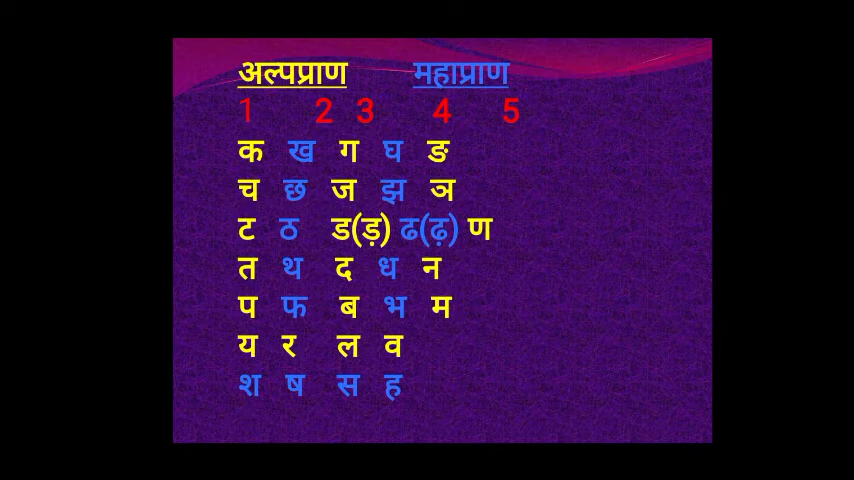 अल्पप्राण महाप्राण
1 2 3 4 5
क ख ग घ ङ
च छ ज झ ञ
ट ठ ड(ड़) ढ(ढ़) ण
त थ द ध न
प फ ब भ म
य र ल व
श ष स ह